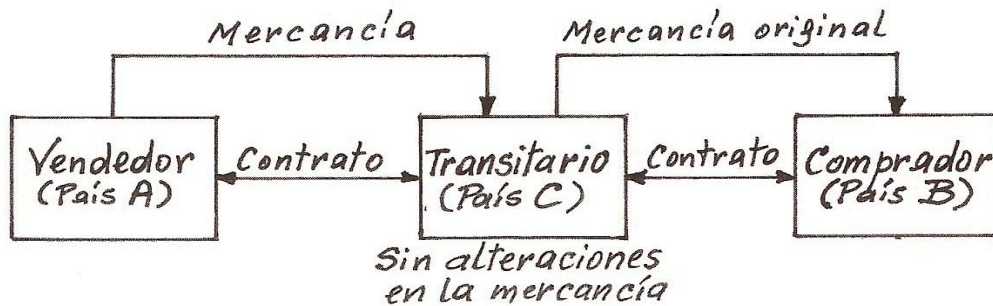 Mercancía
Mercancía original
Vendedor
(País A)
Contrato
Transitario
(País C)
Contrato
Comprador
(País B)
Sin alteraciones
en la mercancía